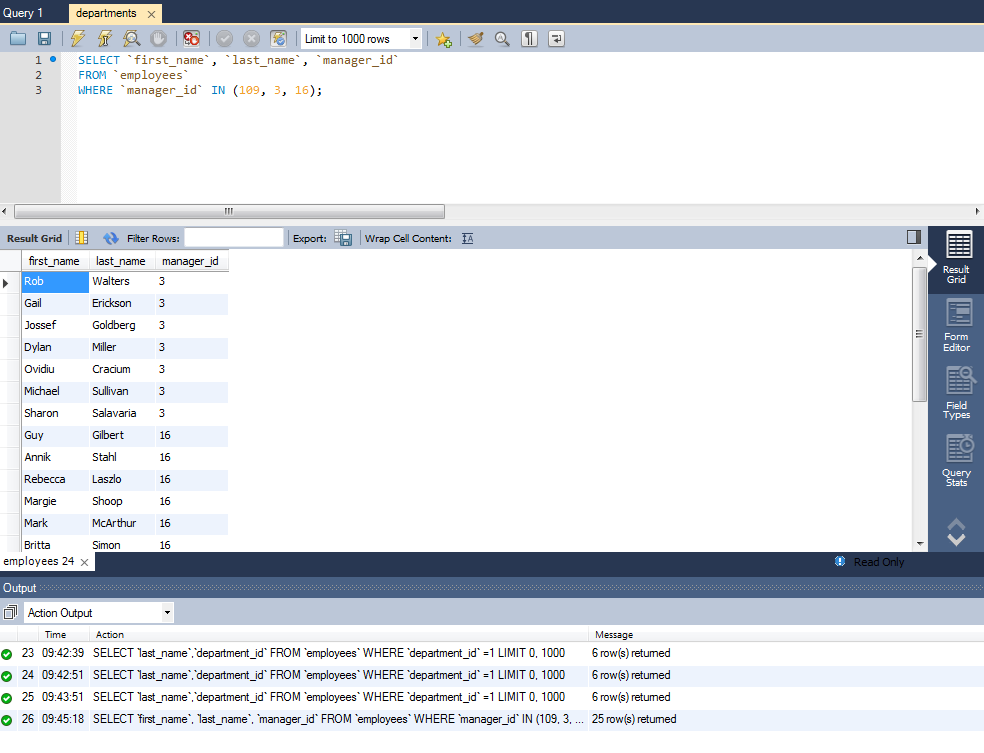 Query 1 departments
Limit to 1000 rows
1 SELECT `first_name`, `last_name`, `manager_id`
2 FROM `employees`
3 WHERE `manager_id` IN (109, 3, 16);
Result Grid Filter Rows: Export: Wrap Cell Content:
first_name last_name manager_id
Rob Walters 3
Gail Erickson 3
Jossef Goldberg 3
Dylan Miller 3
Ovidiu Cracium 3
Michael Sullivan 3
Sharon Salavaria 3
Guy Gilbert 16
Annik Stahl 16
Rebecca Laszlo 16
Margie Shoop 16
Mark McArthur 16
Britta Simon 16
Result
Grid
Form
Editor
Field
Types
Query
Stats
employees 24 Read Only
Output
Action Output
Time Action Message
23 09:42:39 SELECT `last_name`,`department_id` FROM `employees` WHERE `department_id` =1 LIMIT 0, 1000 6 row(s) returned
24 09:42:51 SELECT `last_name`,`department_id` FROM `employees` WHERE `department_id` =1 LIMIT 0, 1000 6 row(s) returned
25 09:43:51 SELECT `last_name`,`department_id` FROM `employees` WHERE `department_id` =1 LIMIT 0, 1000 6 row(s) returned
26 09:45:18 SELECT `first_name`, `last_name`, `manager_id` FROM `employees` WHERE `manager_id` IN (109, 3, ... 25 row(s) returned